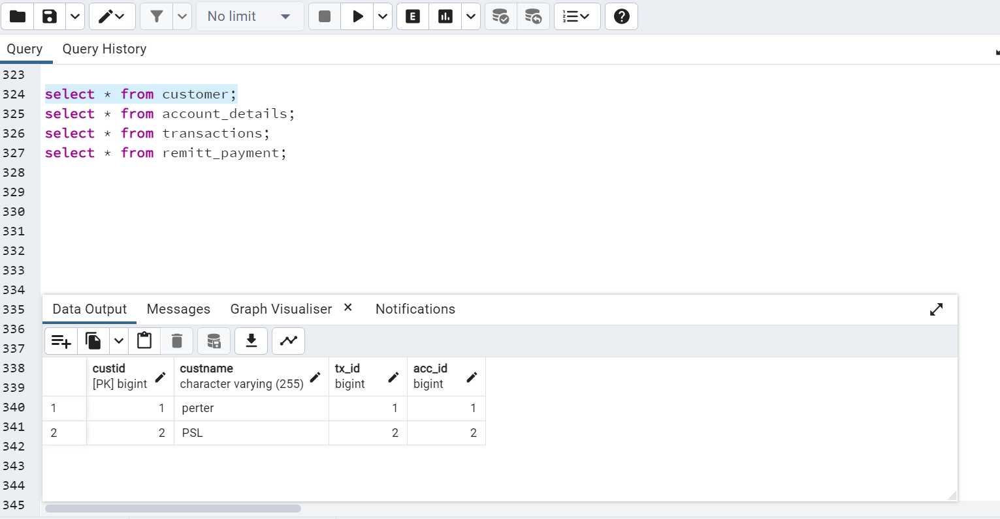 No limit
E
Query Query History
323
324 select * from customer;
325 select * from account_details;
326 select * from transactions;
327 select * from remitt_payment;
328
329
330
331
332
333
334
335
336
337
338
339
340
341
342
343
344
345
Data Output Messages Graph Visualiser × Notifications
custid custname tx_id acc_id
[PK] bigint character varying (255) bigint bigint
1 1 perter 1 1
2 2 PSL 2 2